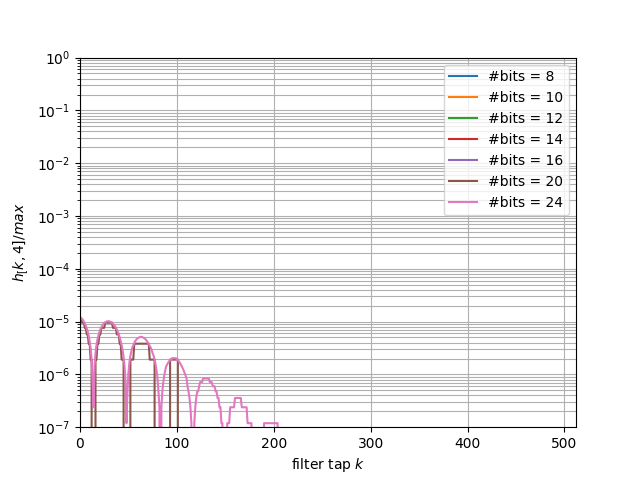 10^0
10^-1
10^-2
10^-3
10^-4
10^-5
10^-6
10^-7
h[k, 4]/max
#bits = 8
#bits = 10
#bits = 12
#bits = 14
#bits = 16
#bits = 20
#bits = 24
0 100 200 300 400 500
filter tap k